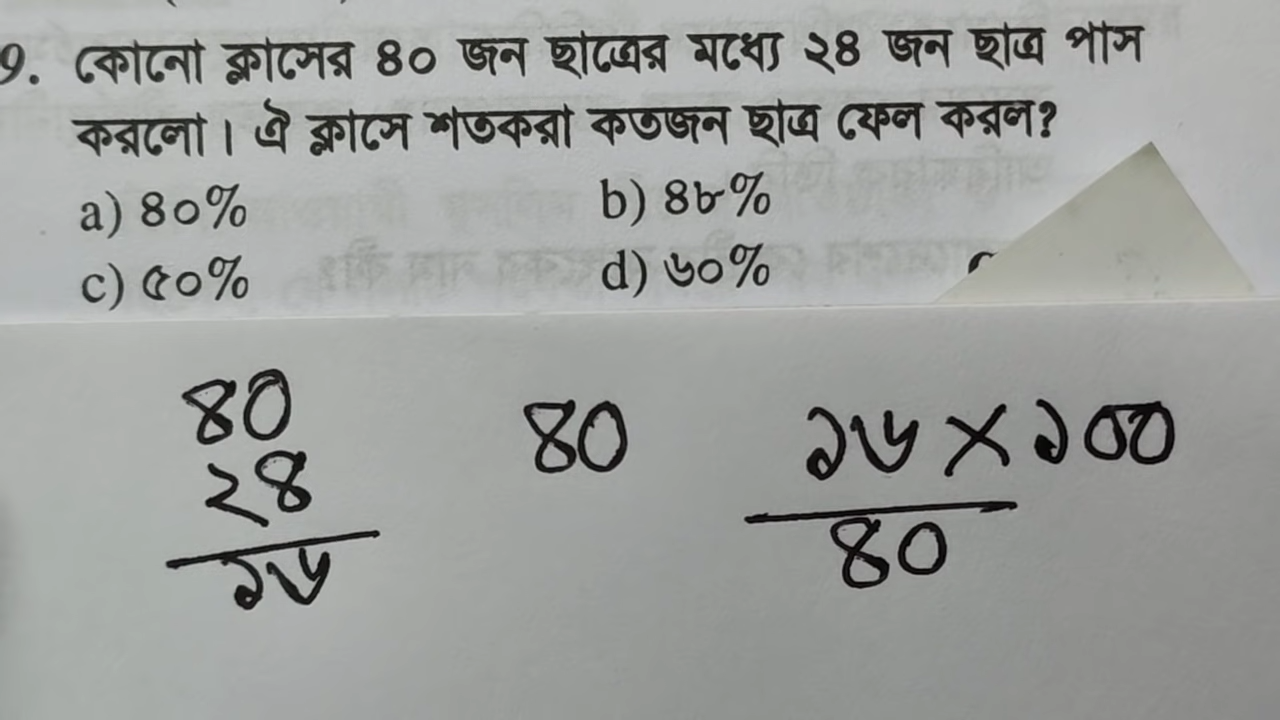 9. কোনো ক্লাসের ৪০ জন ছাত্রের মধ্যে ২৪ জন ছাত্র পাস
করলো। ঐ ক্লাসে শতকরা কতজন ছাত্র ফেল করল?
a) ৪০% b) ৪৮%
c) ৫০% d) ৬০%
৪০
২৪
১৬
৪০
১৬ × ১০০
৪০